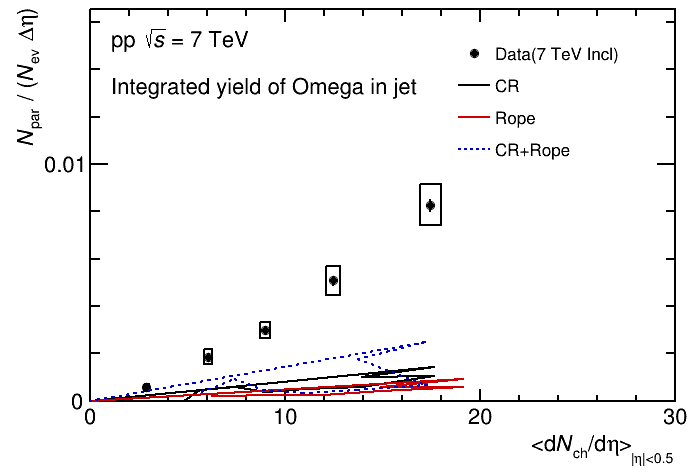 N_par / (N_ev Δη)
pp √s = 7 TeV
Integrated yield of Omega in jet
Data(7 TeV Incl)
CR
Rope
CR+Rope
0.01
0
0 10 20 30
<dN_ch/dη>_|η|<0.5